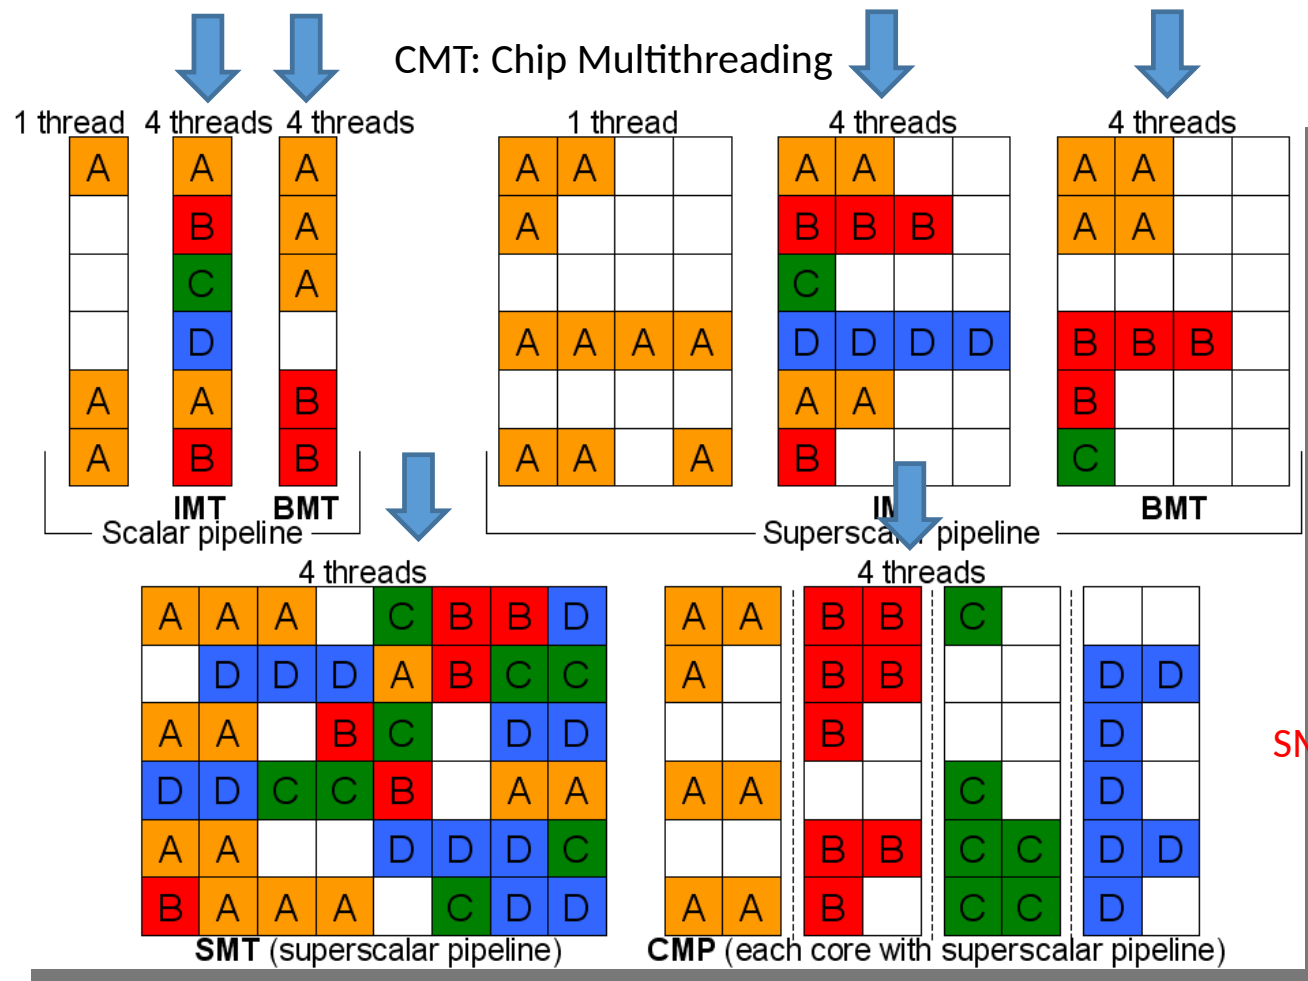 CMT: Chip Multithreading
1 thread 4 threads 4 threads 1 thread 4 threads 4 threads
A A A A A A A A A
B A A B B B A A
C A C
D A A A A D D D D B B B
A A B A A B
A B B A A A B C
IMT BMT BMT
Scalar pipeline Superscalar pipeline
4 threads 4 threads
A A A C B B D A A B B C
D D D A B C C A B B D D
A A B C D D B D
D D C C B A A A A C D
A A D D D C B B C C D D
B A A A C D D A A B C C D
SMT (superscalar pipeline) CMP (each core with superscalar pipeline)